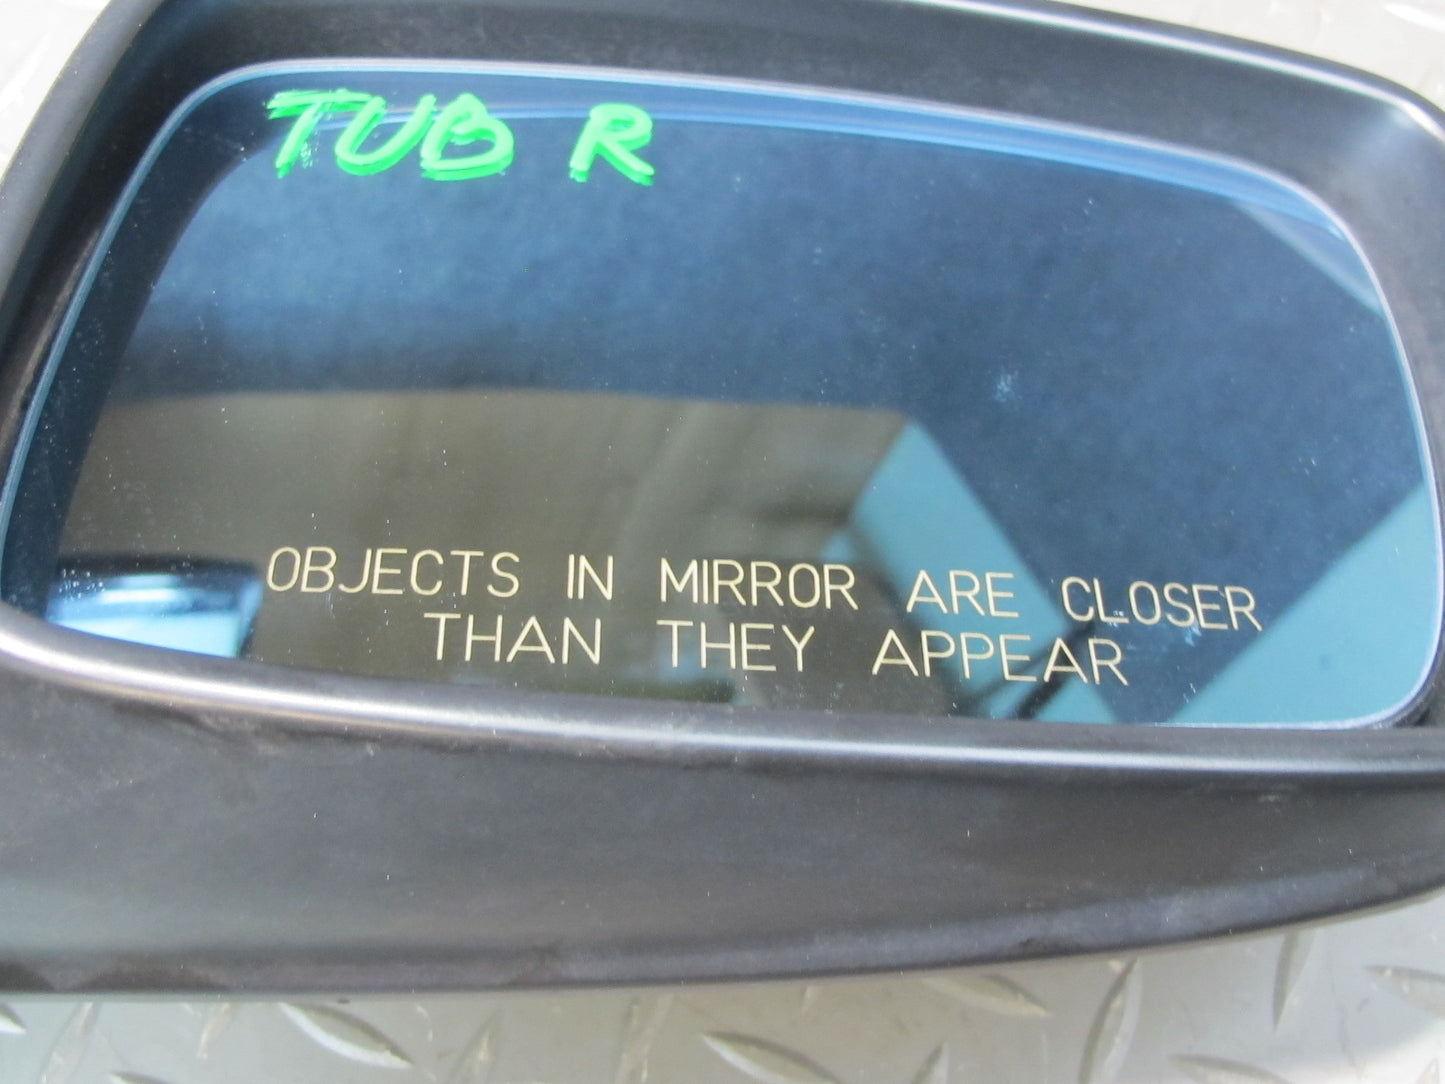 TUB R
OBJECTS IN MIRROR ARE CLOSER
THAN THEY APPEAR